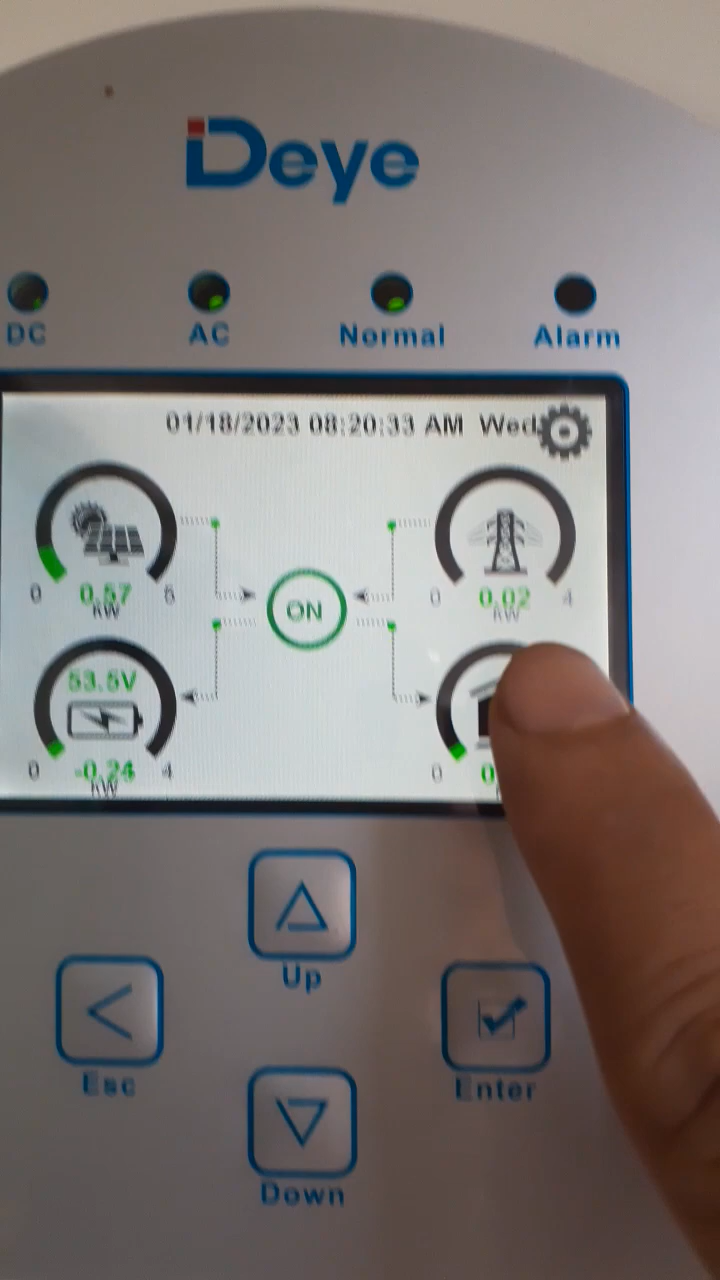 Deye
DC AC Normal Alarm
01/18/2023 08:20:33 AM Wed
0 0.57 6 0 0.02 4
kW kW
ON
53.5V
0 -0.24 4 0
kW
Up
Esc Enter
Down